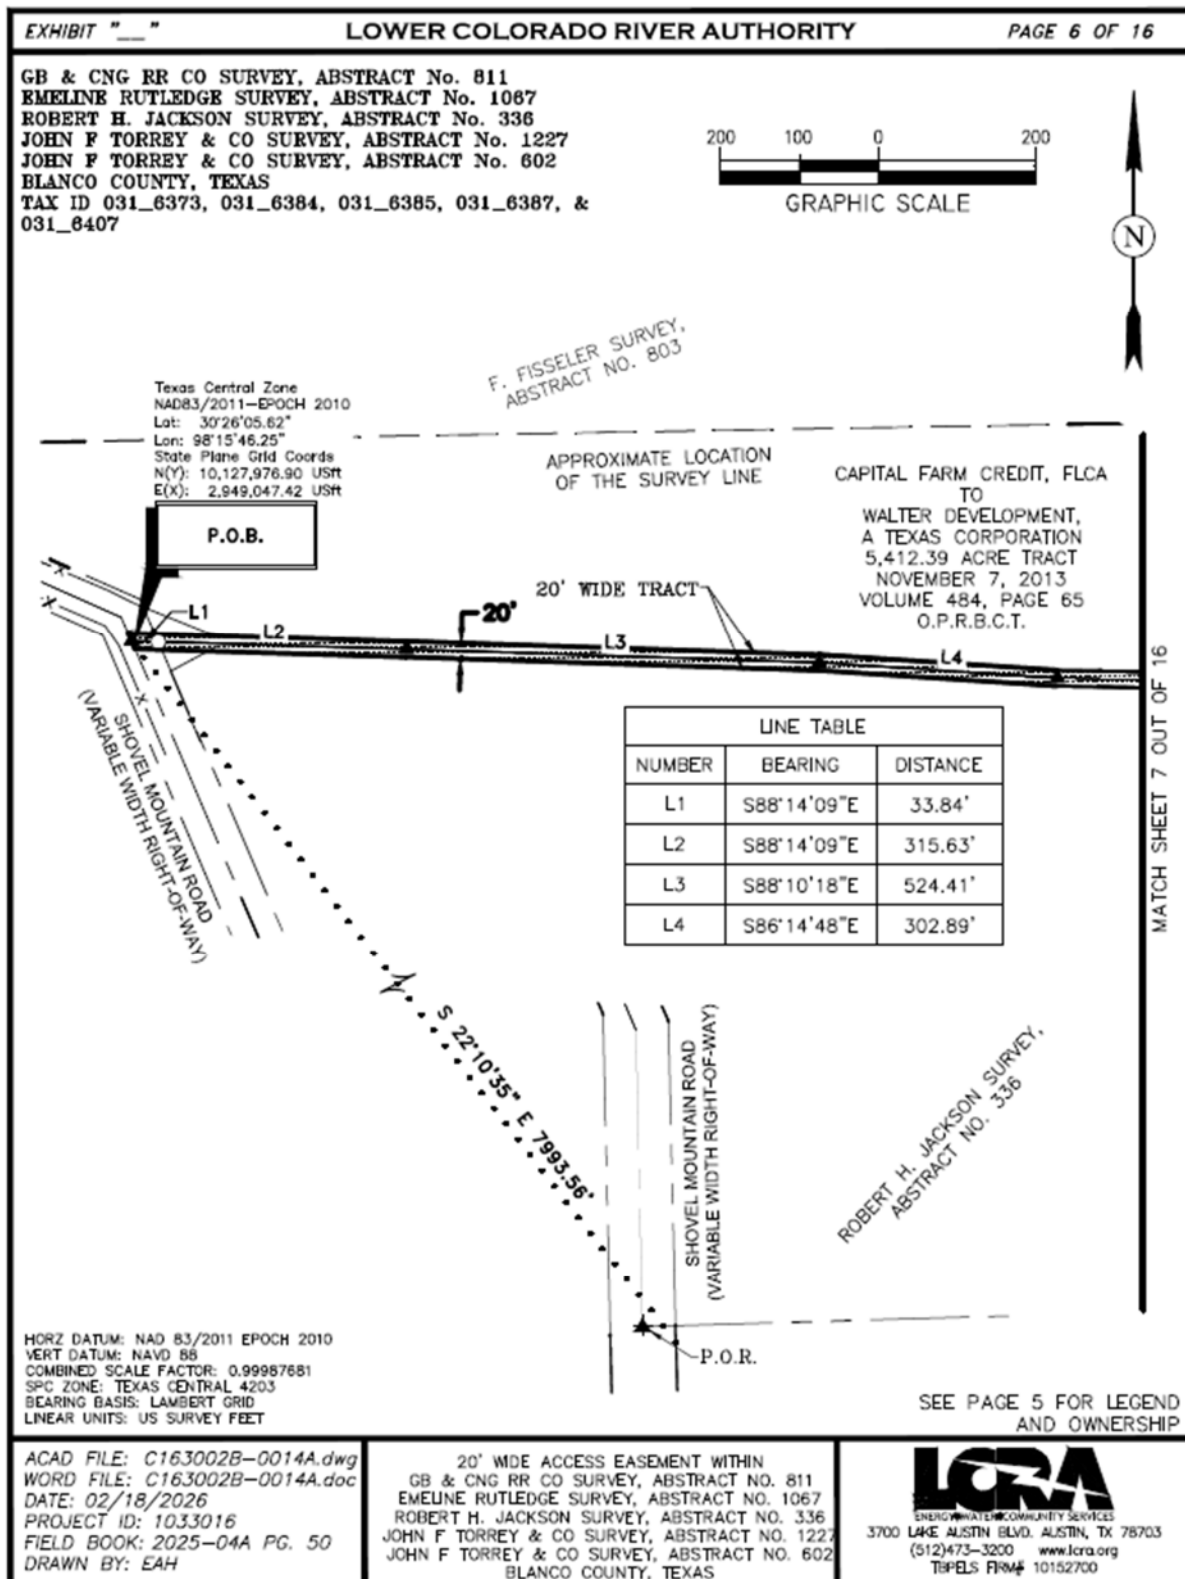 EXHIBIT "__"
LOWER COLORADO RIVER AUTHORITY
PAGE 6 OF 16
GB & CNG RR CO SURVEY, ABSTRACT No. 811
EMELINE RUTLEDGE SURVEY, ABSTRACT No. 1067
ROBERT H. JACKSON SURVEY, ABSTRACT No. 336
JOHN F TORREY & CO SURVEY, ABSTRACT No. 1227
JOHN F TORREY & CO SURVEY, ABSTRACT No. 602
BLANCO COUNTY, TEXAS
TAX ID 031_6373, 031_6384, 031_6385, 031_6387, &
031_6407
200 100 0 200
GRAPHIC SCALE
N
F. FISSELER SURVEY,
ABSTRACT NO. 803
Texas Central Zone
NAD83/2011-EPOCH 2010
Lat: 30°26'05.62"
Lon: 98°15'46.25"
State Plane Grid Coords
N(Y): 10,127,976.90 USft
E(X): 2,949,047.42 USft
P.O.B.
APPROXIMATE LOCATION
OF THE SURVEY LINE
CAPITAL FARM CREDIT, FLCA
TO
WALTER DEVELOPMENT,
A TEXAS CORPORATION
5,412.39 ACRE TRACT
NOVEMBER 7, 2013
VOLUME 484, PAGE 65
O.P.R.B.C.T.
20' WIDE TRACT
L1
L2
20'
L3
L4
SHOVEL MOUNTAIN ROAD
(VARIABLE WIDTH RIGHT-OF-WAY)
LINE TABLE
NUMBER BEARING DISTANCE
L1 S88°14'09"E 33.84'
L2 S88°14'09"E 315.63'
L3 S88°10'18"E 524.41'
L4 S86°14'48"E 302.89'
MATCH SHEET 7 OUT OF 16
S 22°10'35" E 7993.56'
SHOVEL MOUNTAIN ROAD
(VARIABLE WIDTH RIGHT-OF-WAY)
ROBERT H. JACKSON SURVEY,
ABSTRACT NO. 336
P.O.R.
HORZ DATUM: NAD 83/2011 EPOCH 2010
VERT DATUM: NAVD 88
COMBINED SCALE FACTOR: 0.99987681
SPC ZONE: TEXAS CENTRAL 4203
BEARING BASIS: LAMBERT GRID
LINEAR UNITS: US SURVEY FEET
SEE PAGE 5 FOR LEGEND
AND OWNERSHIP
ACAD FILE: C163002B-0014A.dwg
WORD FILE: C163002B-0014A.doc
DATE: 02/18/2026
PROJECT ID: 1033016
FIELD BOOK: 2025-04A PG. 50
DRAWN BY: EAH
20' WIDE ACCESS EASEMENT WITHIN
GB & CNG RR CO SURVEY, ABSTRACT NO. 811
EMELINE RUTLEDGE SURVEY, ABSTRACT NO. 1067
ROBERT H. JACKSON SURVEY, ABSTRACT NO. 336
JOHN F TORREY & CO SURVEY, ABSTRACT NO. 1227
JOHN F TORREY & CO SURVEY, ABSTRACT NO. 602
BLANCO COUNTY, TEXAS
LCRA
ENERGY•WATER•COMMUNITY SERVICES
3700 LAKE AUSTIN BLVD. AUSTIN, TX 78703
(512)473-3200 www.lcra.org
TBPELS FIRM# 10152700